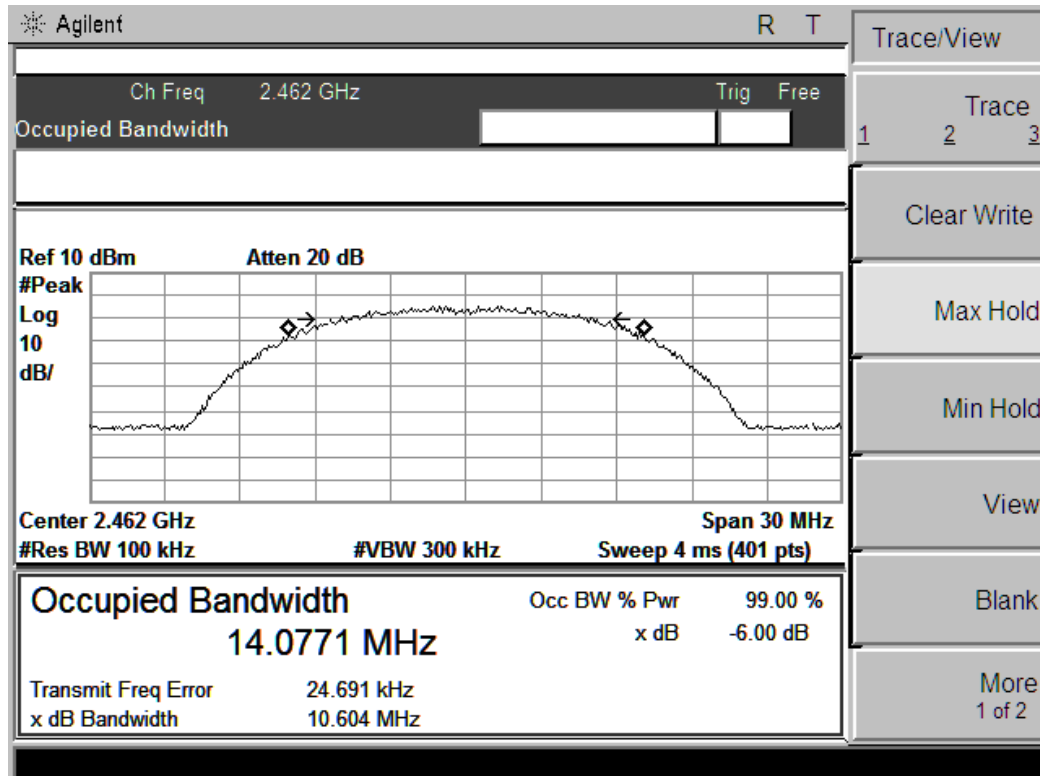 Agilent R T
Ch Freq 2.462 GHz Trig Free
Occupied Bandwidth
Ref 10 dBm Atten 20 dB
#Peak
Log
10
dB/
Center 2.462 GHz Span 30 MHz
#Res BW 100 kHz #VBW 300 kHz Sweep 4 ms (401 pts)
Occupied Bandwidth Occ BW % Pwr 99.00 %
14.0771 MHz x dB -6.00 dB
Transmit Freq Error 24.691 kHz
x dB Bandwidth 10.604 MHz
Trace/View
Trace
1 2 3
Clear Write
Max Hold
Min Hold
View
Blank
More
1 of 2